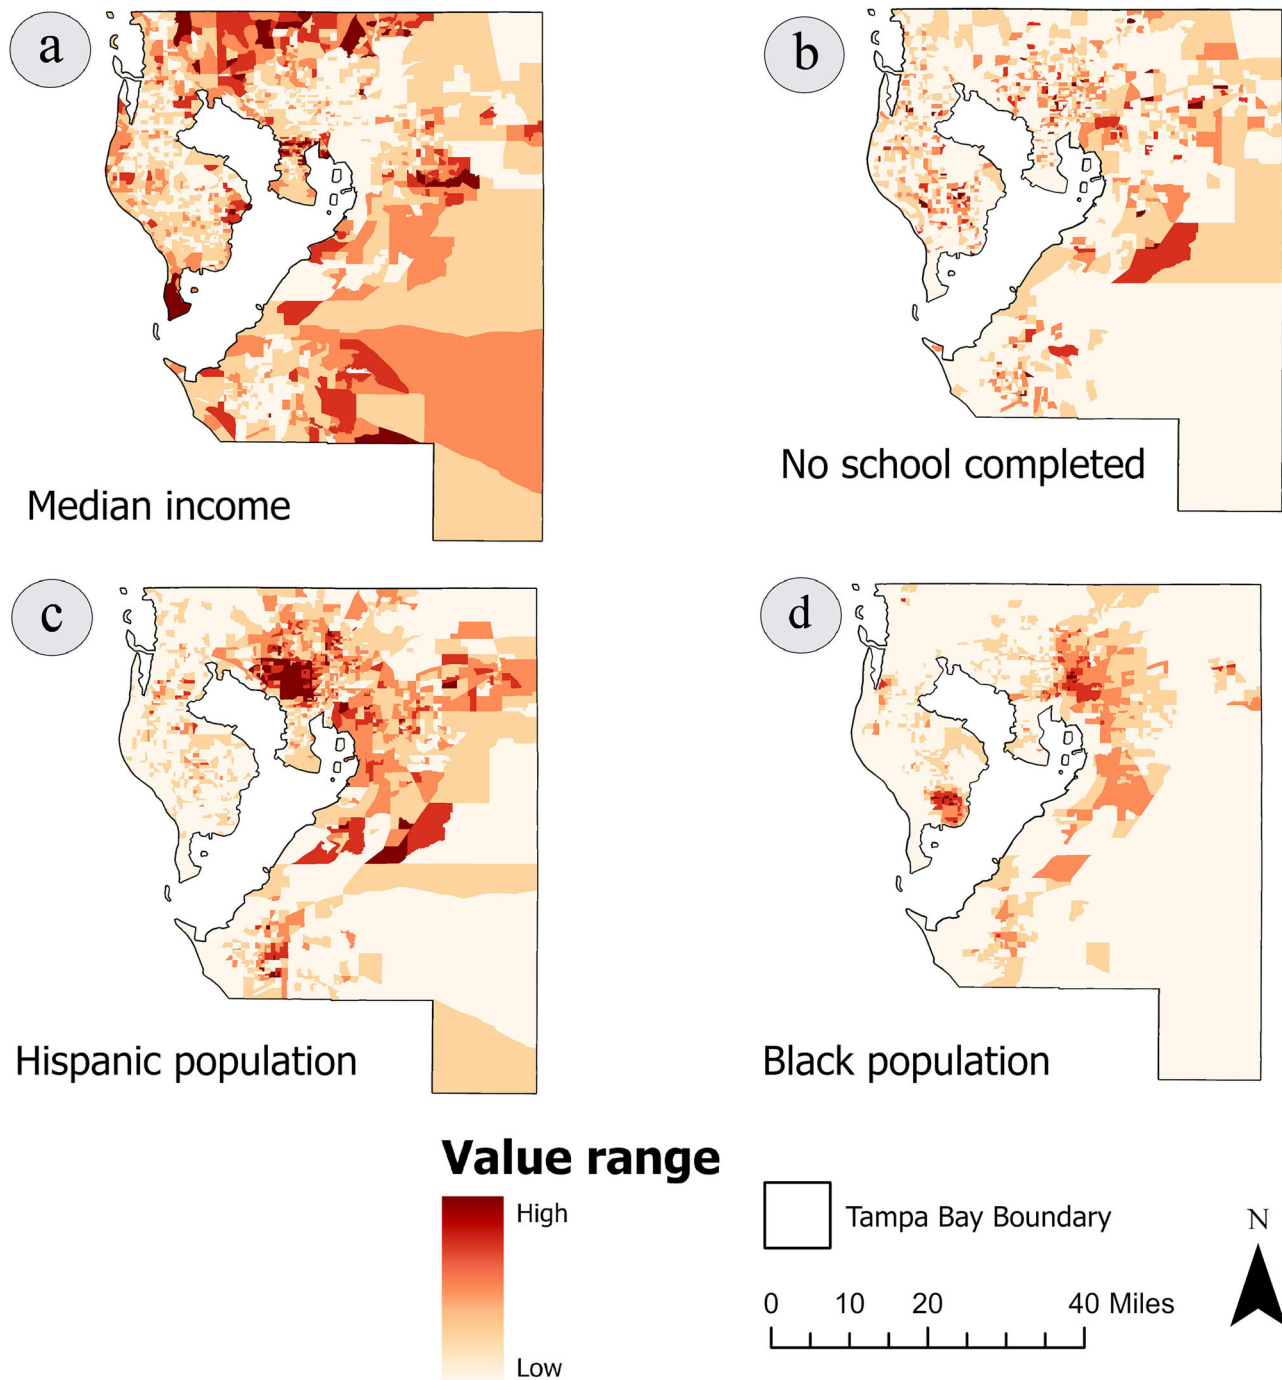 a
b
Median income
No school completed
c
d
Hispanic population
Black population
Value range
High
Low
Tampa Bay Boundary
N
0 10 20 40 Miles